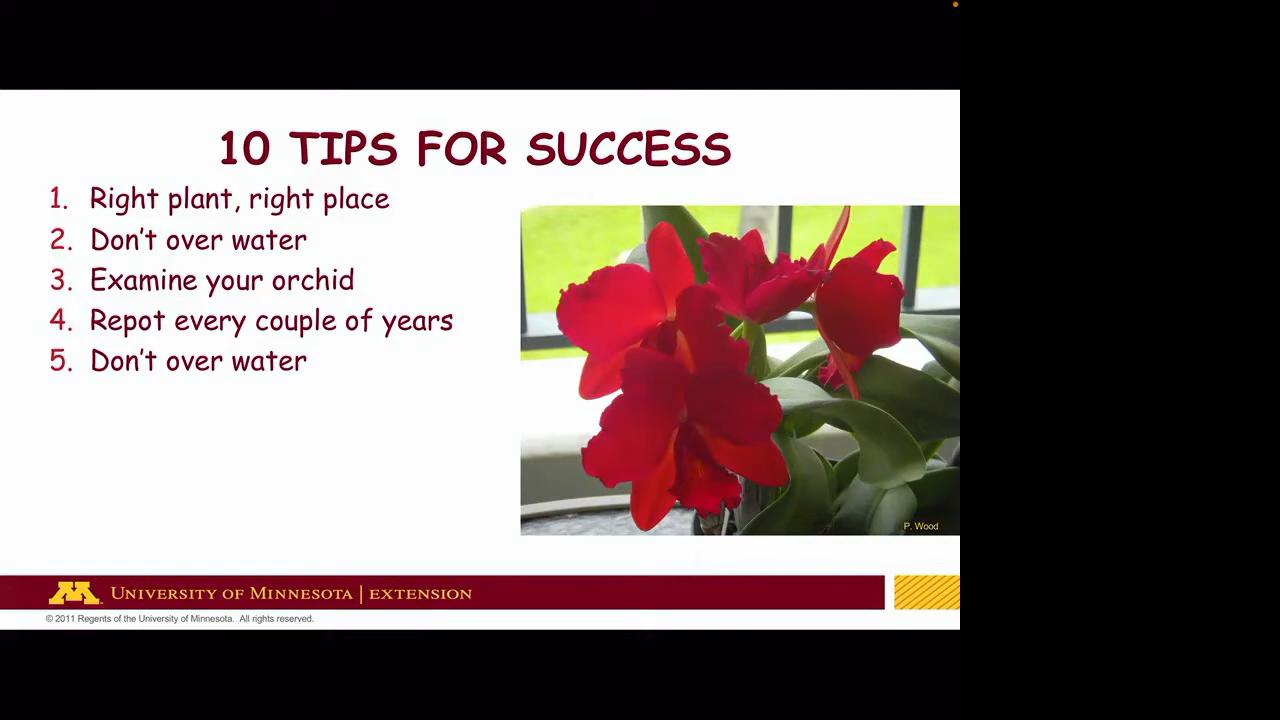 10 TIPS FOR SUCCESS
1. Right plant, right place
2. Don't over water
3. Examine your orchid
4. Repot every couple of years
5. Don't over water
P. Wood
UNIVERSITY OF MINNESOTA | EXTENSION
© 2011 Regents of the University of Minnesota. All rights reserved.